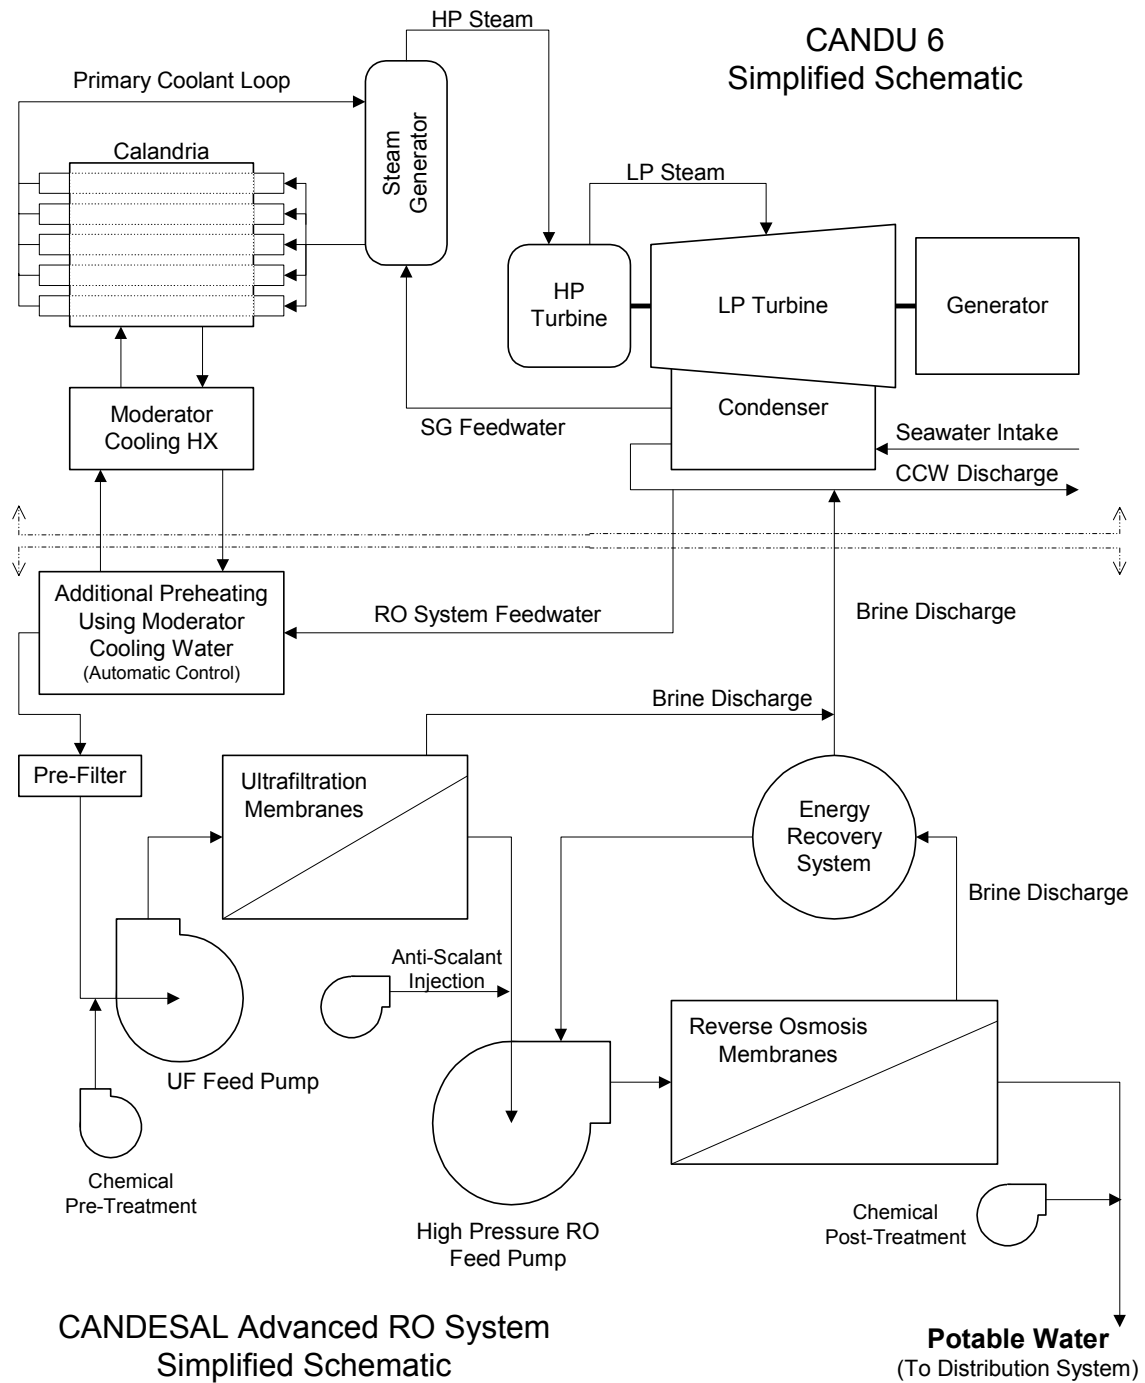 HP Steam
CANDU 6
Simplified Schematic
Primary Coolant Loop
Steam
Generator
Calandria
LP Steam
HP
Turbine
LP Turbine
Generator
Moderator
Cooling HX
Condenser
SG Feedwater
Seawater Intake
CCW Discharge
Additional Preheating
Using Moderator
Cooling Water
(Automatic Control)
RO System Feedwater
Brine Discharge
Brine Discharge
Pre-Filter
Ultrafiltration
Membranes
Energy
Recovery
System
Brine Discharge
Anti-Scalant
Injection
Reverse Osmosis
Membranes
UF Feed Pump
Chemical
Pre-Treatment
High Pressure RO
Feed Pump
Chemical
Post-Treatment
CANDESAL Advanced RO System
Simplified Schematic
Potable Water
(To Distribution System)